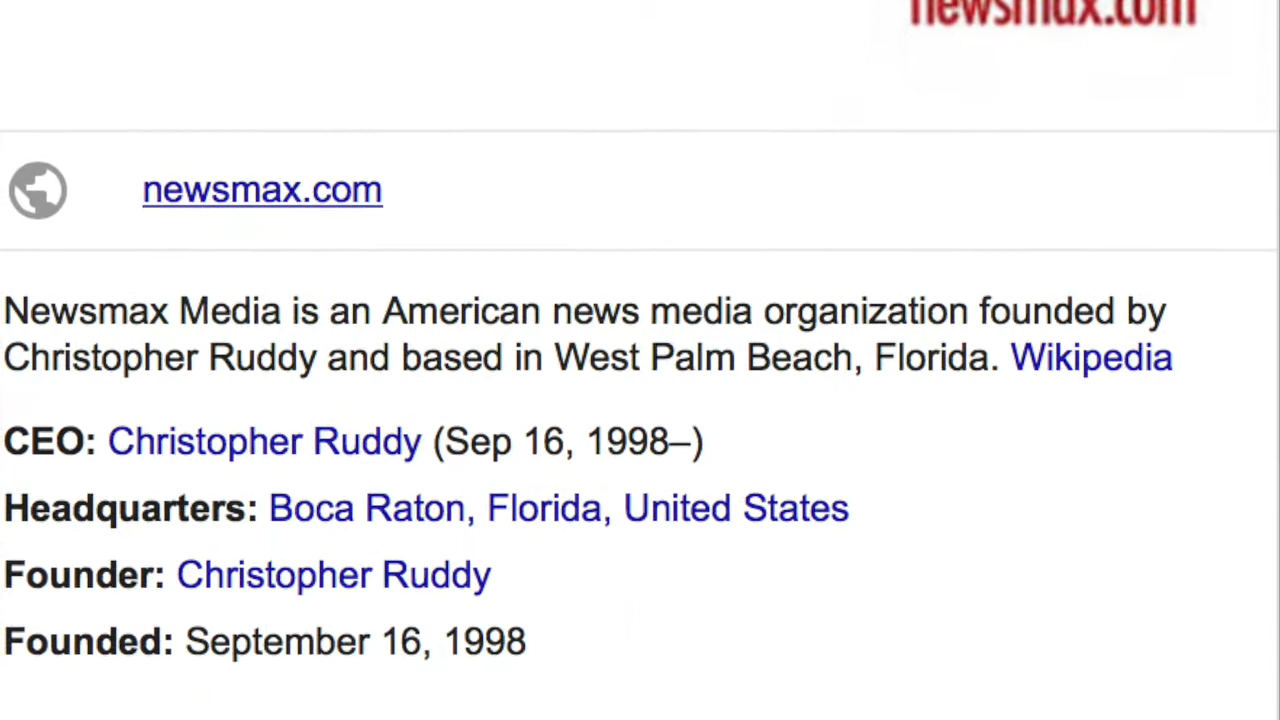 newsmax.com
newsmax.com
Newsmax Media is an American news media organization founded by
Christopher Ruddy and based in West Palm Beach, Florida. Wikipedia
CEO: Christopher Ruddy (Sep 16, 1998–)
Headquarters: Boca Raton, Florida, United States
Founder: Christopher Ruddy
Founded: September 16, 1998